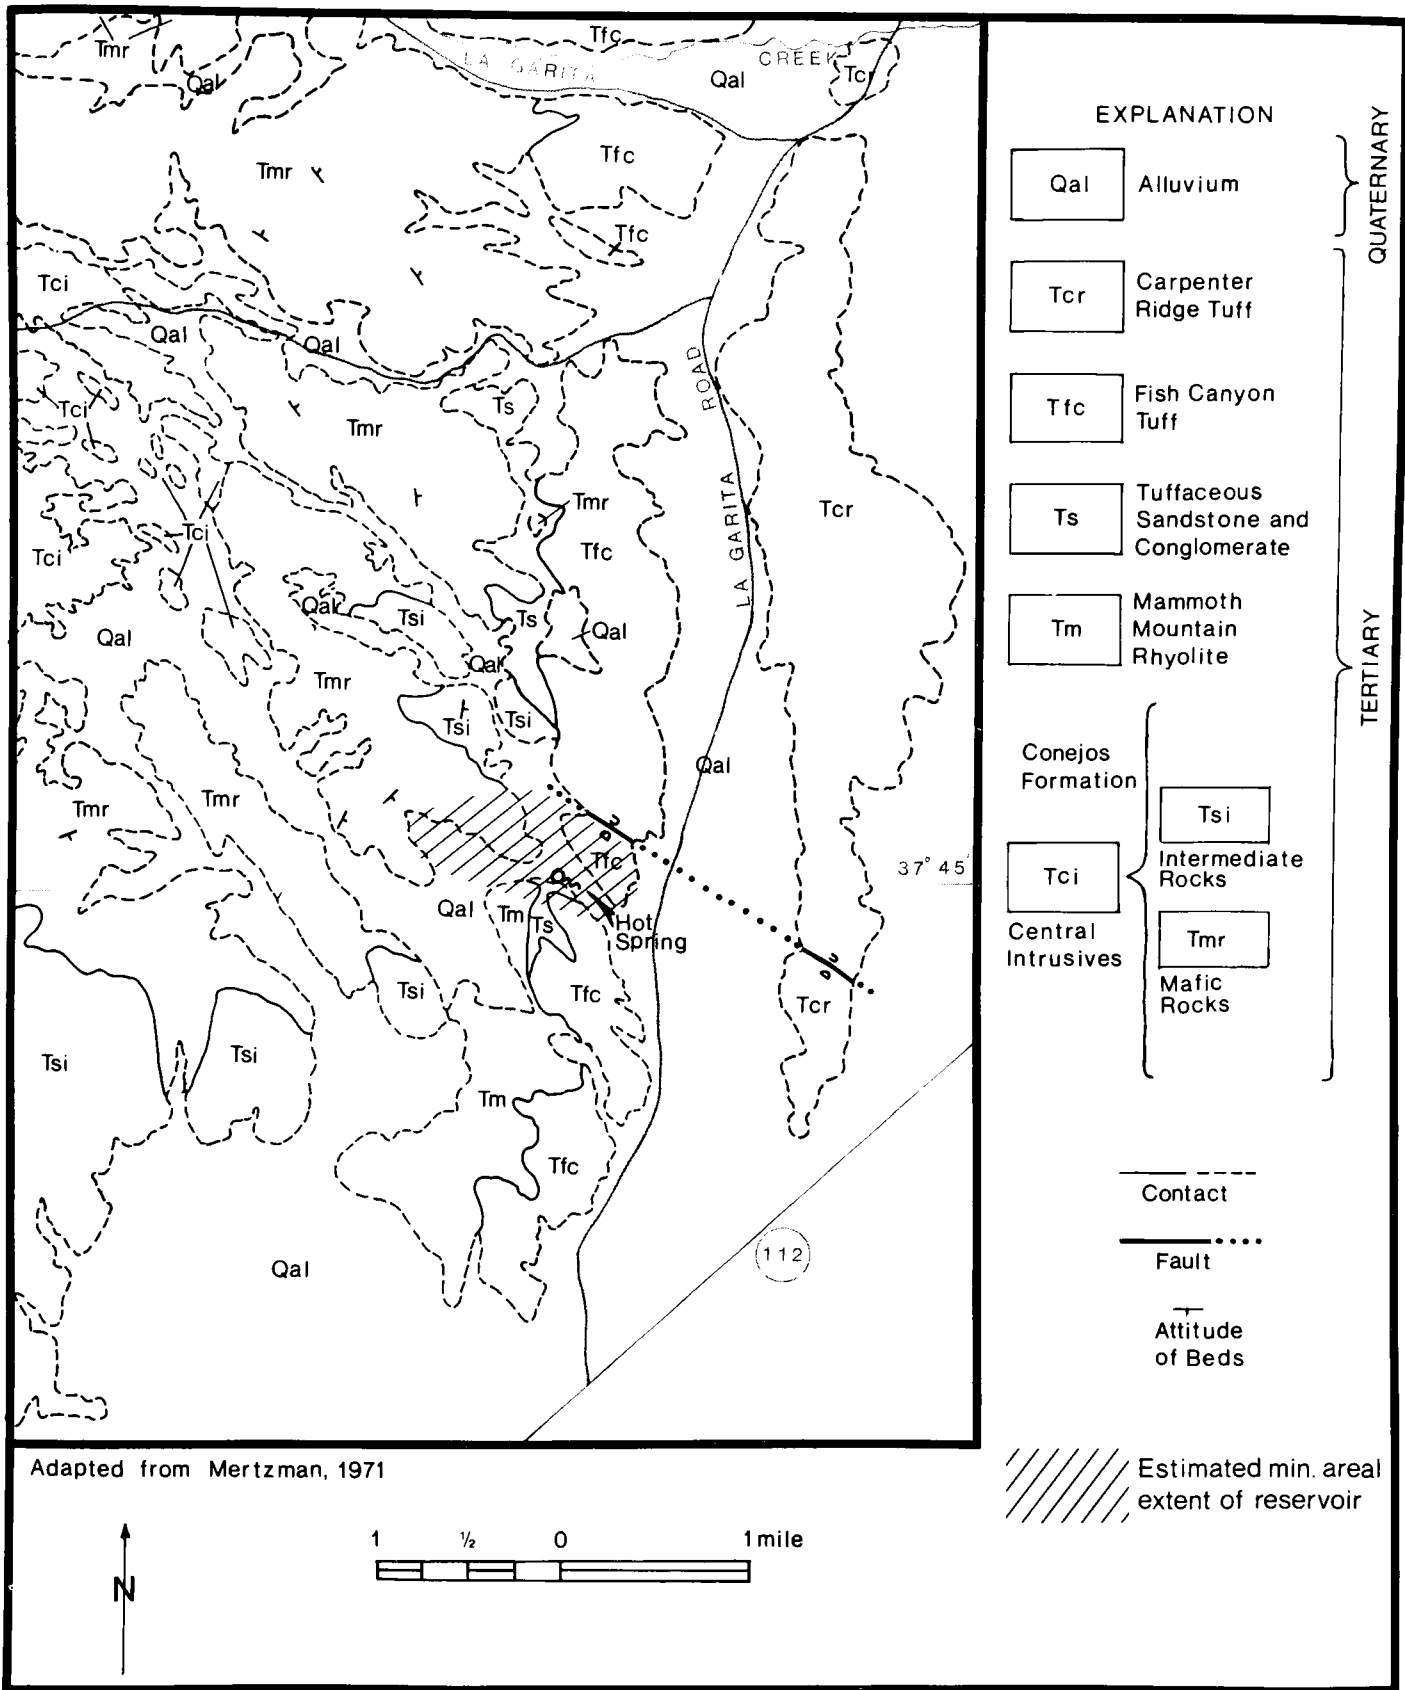 Tmr
Tfc
LA GARITA CREEK
Qal
Qal
Tcr
Tmr
Tfc
Tfc
Tci
Qal
Qal
Tci
Tmr
Ts
ROAD
LA GARITA
Tmr
Tcr
Tci
Tci
Tfc
Qal
Tsi
Ts
Qal
Qal
Qal
Tmr
Tsi
Tsi
Qal
Tmr
Tmr
D U
Tfc
37° 45'
Qal
Tm
Ts
Hot
Spring
D U
Tsi
Tfc
Tcr
Tsi
Tsi
Tm
Tfc
Qal
112
EXPLANATION
Qal
Alluvium
QUATERNARY
Tcr
Carpenter
Ridge Tuff
Tfc
Fish Canyon
Tuff
Ts
Tuffaceous
Sandstone and
Conglomerate
Tm
Mammoth
Mountain
Rhyolite
TERTIARY
Conejos
Formation
Tsi
Intermediate
Rocks
Tci
Central
Intrusives
Tmr
Mafic
Rocks
Contact
Fault
Attitude
of Beds
Estimated min. areal
extent of reservoir
Adapted from Mertzman, 1971
N
1 ½ 0 1 mile